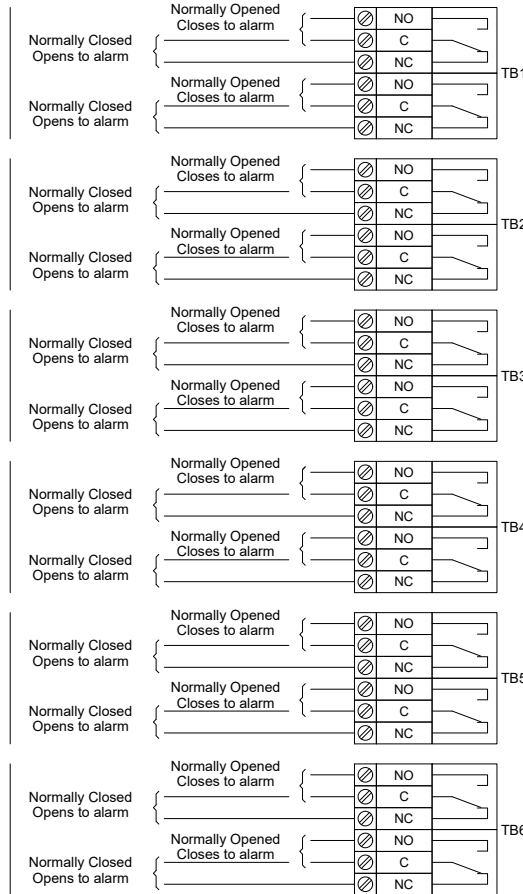 Normally Opened
Closes to alarm
NO
Normally Closed
Opens to alarm
C
NC
TB1
Normally Opened
Closes to alarm
NO
Normally Closed
Opens to alarm
C
NC
Normally Opened
Closes to alarm
NO
Normally Closed
Opens to alarm
C
NC
TB2
Normally Opened
Closes to alarm
NO
Normally Closed
Opens to alarm
C
NC
Normally Opened
Closes to alarm
NO
Normally Closed
Opens to alarm
C
NC
TB3
Normally Opened
Closes to alarm
NO
Normally Closed
Opens to alarm
C
NC
Normally Opened
Closes to alarm
NO
Normally Closed
Opens to alarm
C
NC
TB4
Normally Opened
Closes to alarm
NO
Normally Closed
Opens to alarm
C
NC
Normally Opened
Closes to alarm
NO
Normally Closed
Opens to alarm
C
NC
TB5
Normally Opened
Closes to alarm
NO
Normally Closed
Opens to alarm
C
NC
Normally Opened
Closes to alarm
NO
Normally Closed
Opens to alarm
C
NC
TB6
Normally Opened
Closes to alarm
NO
Normally Closed
Opens to alarm
C
NC